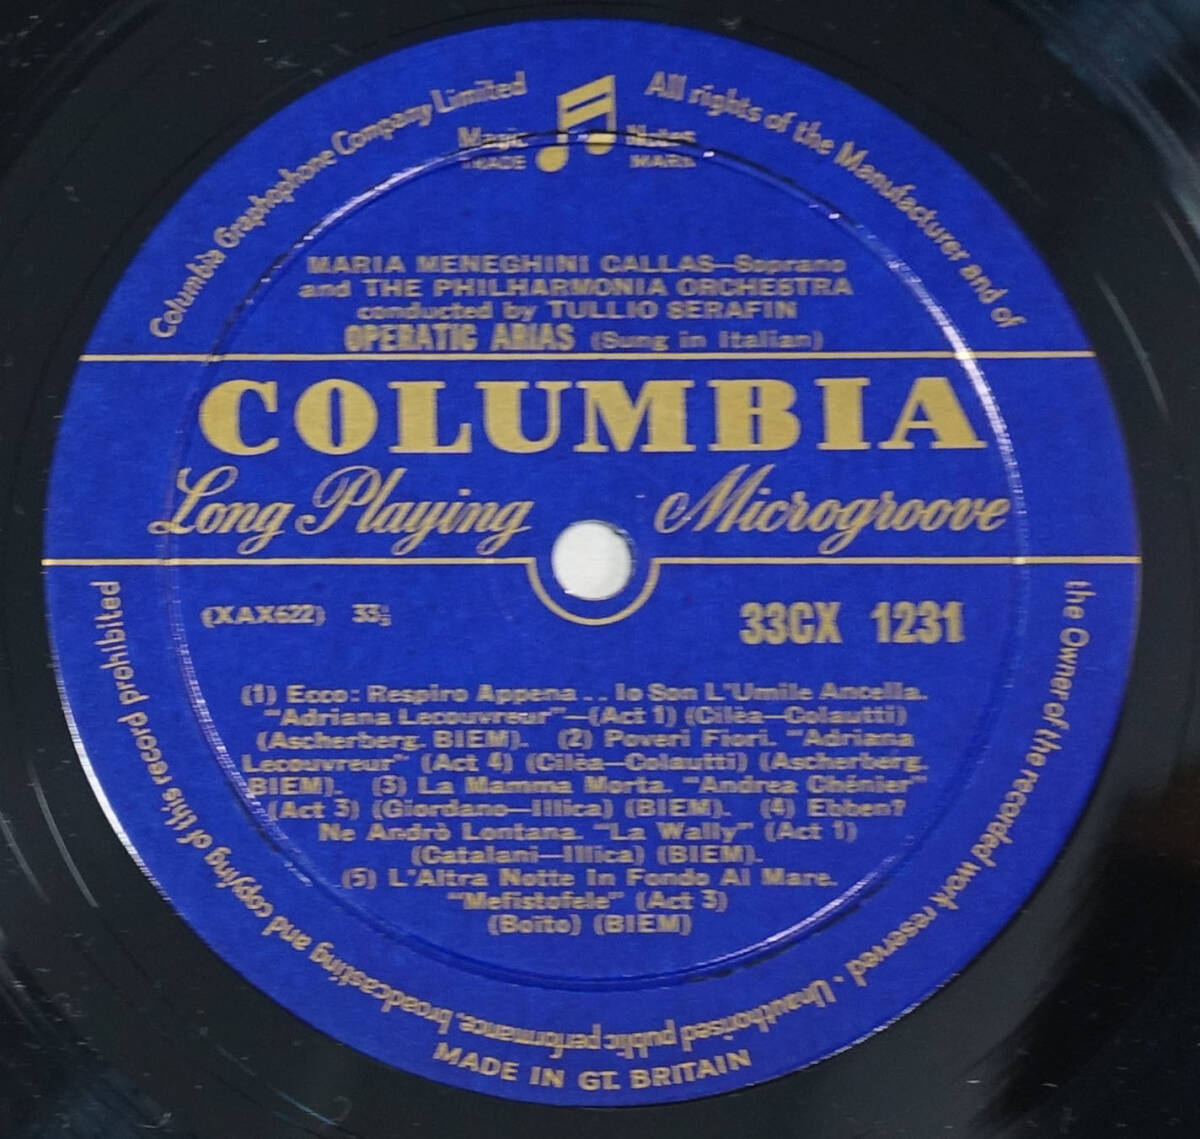 Columbia Graphophone Company Limited
All rights of the Manufacturer and of
the Owner of the recorded work reserved · Unauthorised public performance, broadcasting and copying of this record prohibited
Magic Notes
TRADE MARK
MARIA MENEGHINI CALLAS—Soprano
and THE PHILHARMONIA ORCHESTRA
conducted by TULLIO SERAFIN
OPERATIC ARIAS (Sung in Italian)
COLUMBIA
Long Playing Microgroove
(XAX622) 33⅓ 33CX 1231
(1) Ecco: Respiro Appena .. Io Son L'Umile Ancella.
"Adriana Lecouvreur"—(Act 1) (Cilèa—Colautti)
(Ascherberg. BIEM). (2) Poveri Fiori. "Adriana
Lecouvreur" (Act 4) (Cilèa—Colautti) (Ascherberg.
BIEM). (3) La Mamma Morta. "Andrea Chénier"
(Act 3) (Giordano—Illica) (BIEM). (4) Ebben?
Ne Andrò Lontana. "La Wally" (Act 1)
(Catalani—Illica) (BIEM).
(5) L'Altra Notte In Fondo Al Mare.
"Mefistofele" (Act 3)
(Boïto) (BIEM)
MADE IN GT. BRITAIN